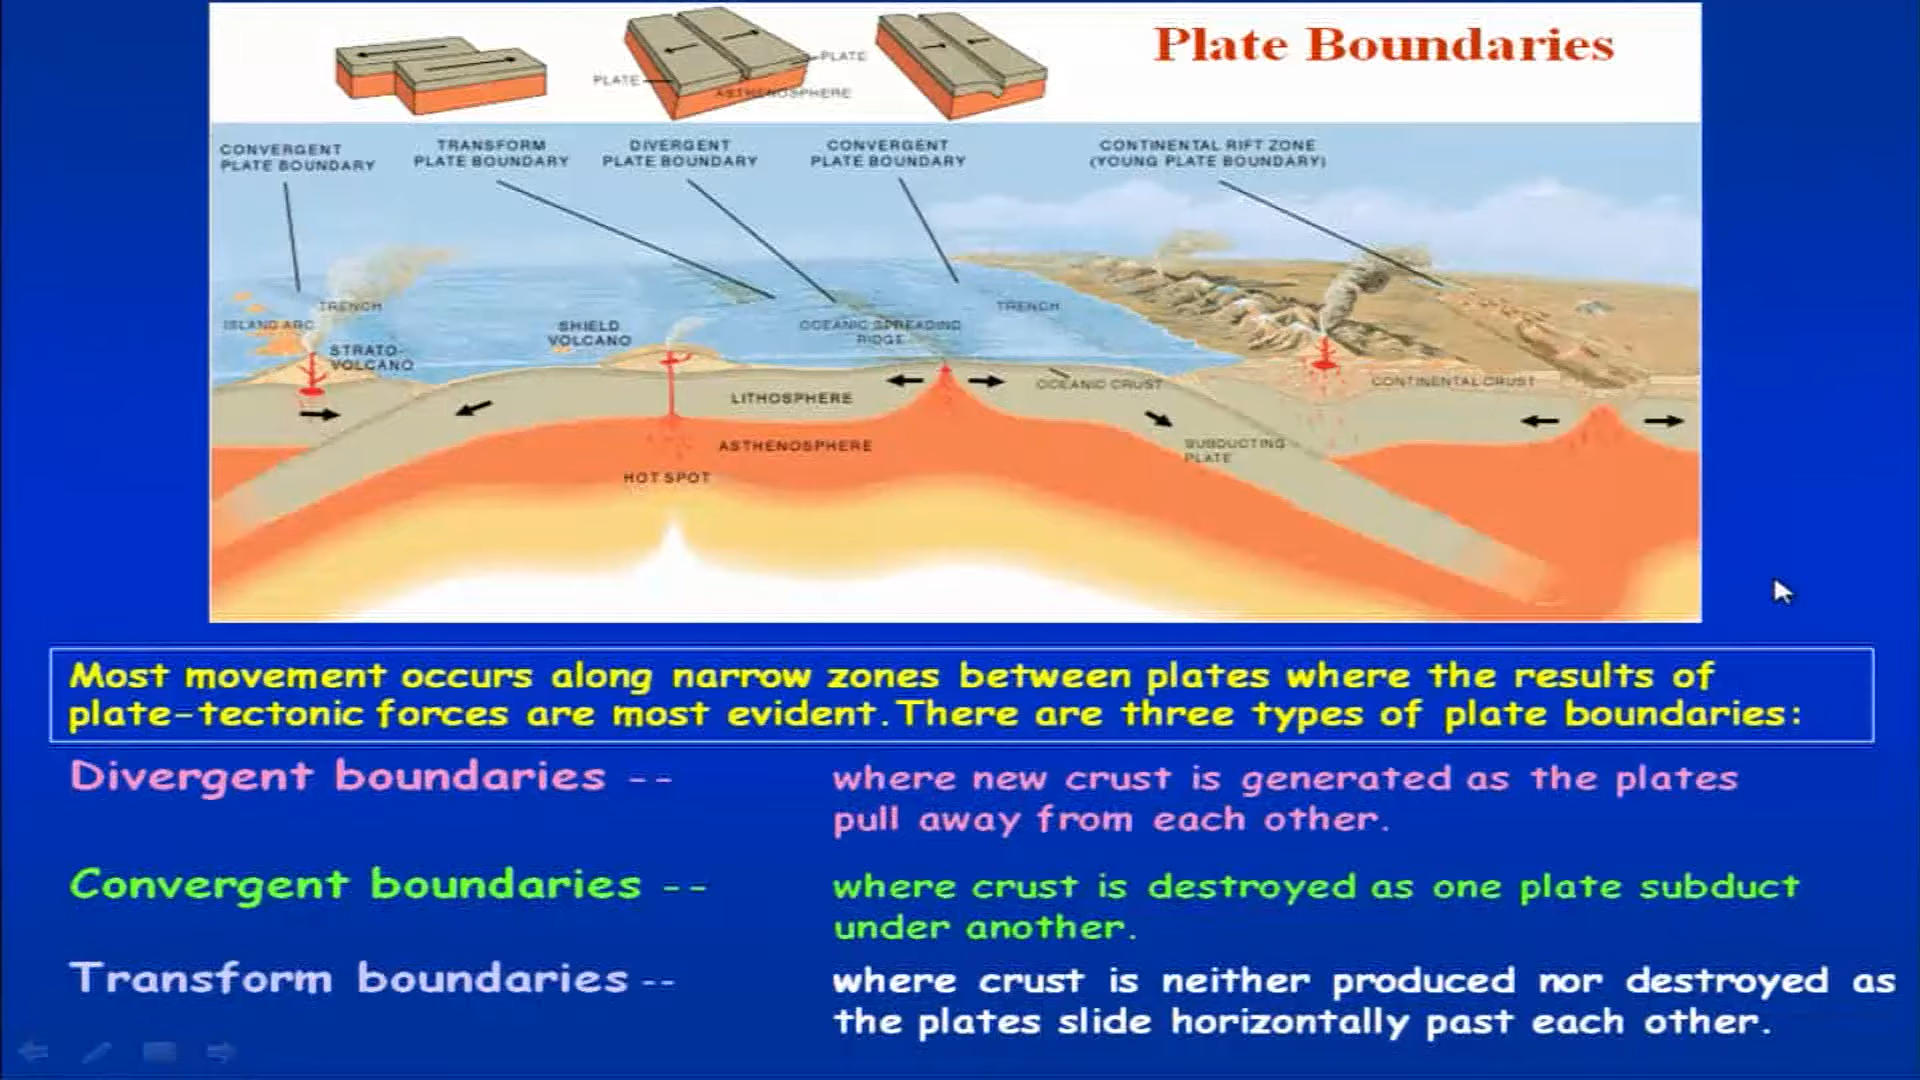 Plate Boundaries
PLATE
PLATE
ASTHENOSPHERE
CONVERGENT
PLATE BOUNDARY
TRANSFORM
PLATE BOUNDARY
DIVERGENT
PLATE BOUNDARY
CONVERGENT
PLATE BOUNDARY
CONTINENTAL RIFT ZONE
(YOUNG PLATE BOUNDARY)
TRENCH
ISLAND ARC
STRATO-
VOLCANO
SHIELD
VOLCANO
OCEANIC SPREADING
RIDGE
TRENCH
LITHOSPHERE
OCEANIC CRUST
CONTINENTAL CRUST
ASTHENOSPHERE
SUBDUCTING
PLATE
HOT SPOT
Most movement occurs along narrow zones between plates where the results of
plate-tectonic forces are most evident. There are three types of plate boundaries:
Divergent boundaries -- where new crust is generated as the plates
pull away from each other.
Convergent boundaries -- where crust is destroyed as one plate subduct
under another.
Transform boundaries -- where crust is neither produced nor destroyed as
the plates slide horizontally past each other.